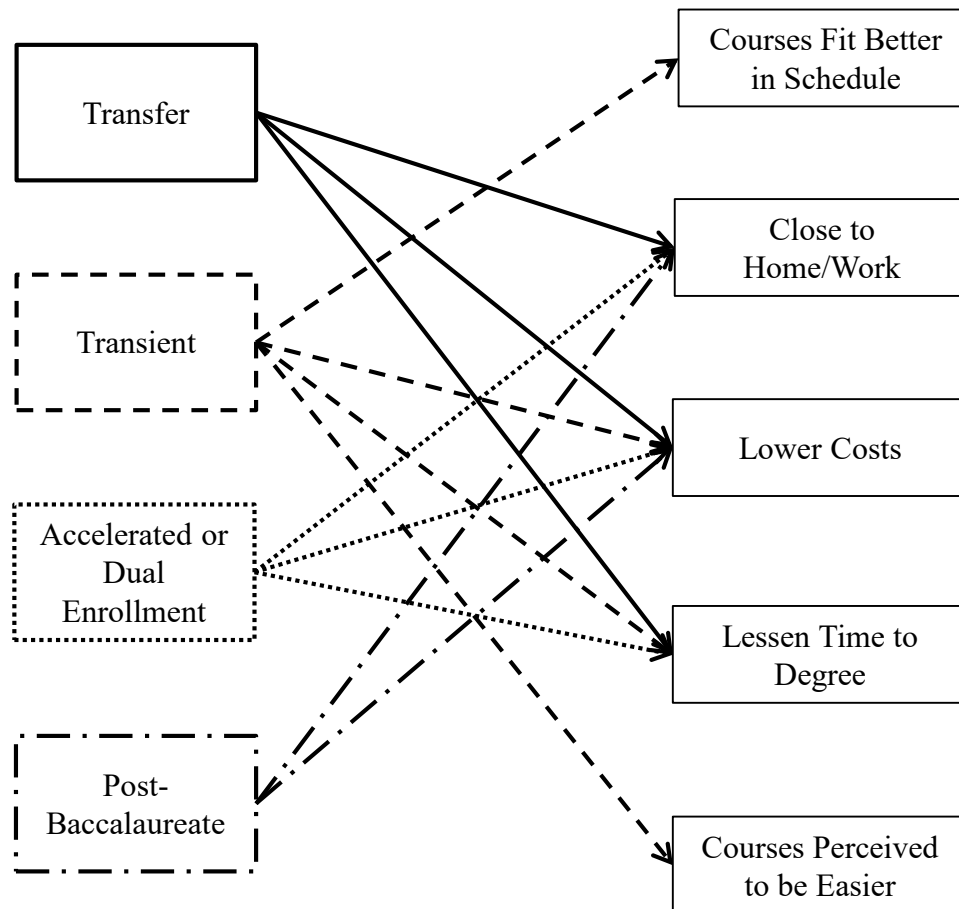 Transfer
Transient
Accelerated or
Dual
Enrollment
Post-
Baccalaureate
Courses Fit Better
in Schedule
Close to
Home/Work
Lower Costs
Lessen Time to
Degree
Courses Perceived
to be Easier